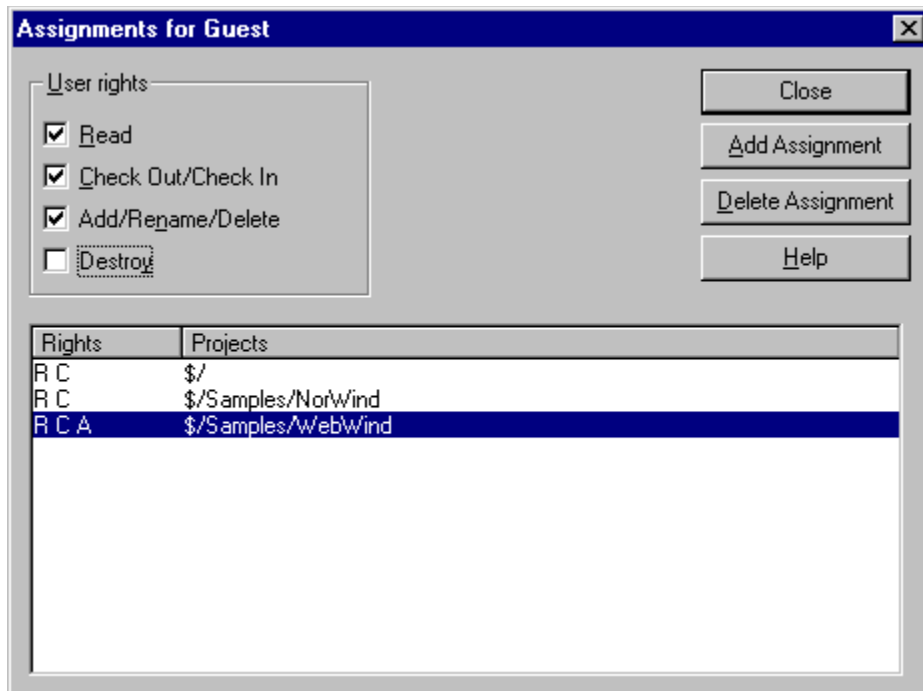 Assignments for Guest
User rights
Read
Check Out/Check In
Add/Rename/Delete
Destroy
Close
Add Assignment
Delete Assignment
Help
Rights Projects
R C $/
R C $/Samples/NorWind
R C A $/Samples/WebWind